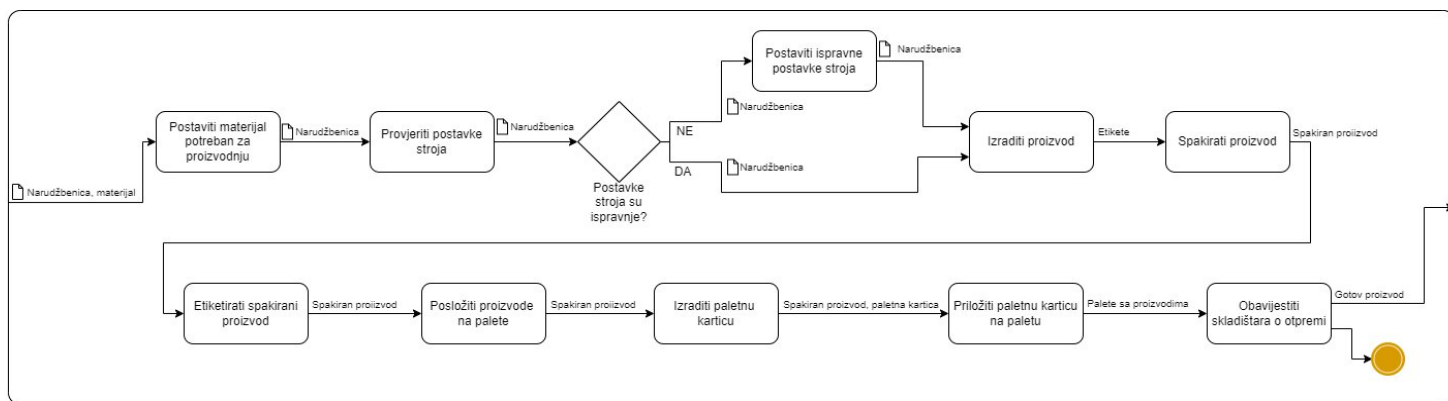 Narudžbenica, materijal
Postaviti materijal
potreban za
proizvodnju
Narudžbenica
Provjeriti postavke
stroja
Narudžbenica
Postavke
stroja su
ispravnje?
NE
Narudžbenica
DA
Narudžbenica
Postaviti ispravne
postavke stroja
Narudžbenica
Izraditi proizvod
Etikete
Spakirati proizvod
Spakiran proiizvod
Etiketirati spakirani
proizvod
Spakiran proiizvod
Posložiti proizvode
na palete
Spakiran proiizvod
Izraditi paletnu
karticu
Spakiran proizvod, paletna kartica
Priložiti paletnu karticu
na paletu
Palete sa proizvodima
Obavijestiti
skladištara o otpremi
Gotov proizvod